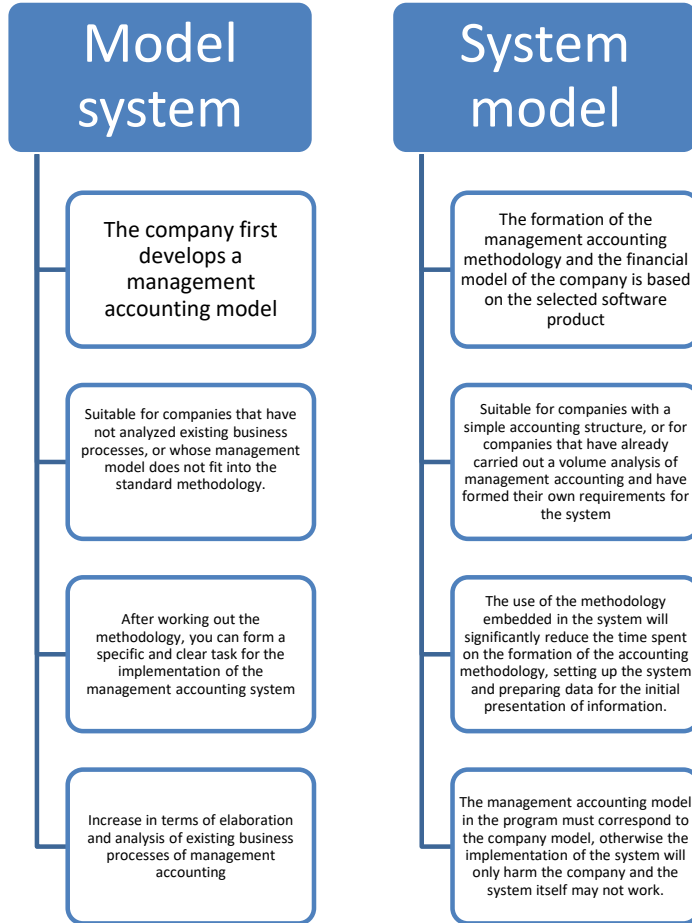 Model
system
The company first
develops a
management
accounting model
Suitable for companies that have
not analyzed existing business
processes, or whose management
model does not fit into the
standard methodology.
After working out the
methodology, you can form a
specific and clear task for the
implementation of the
management accounting system
Increase in terms of elaboration
and analysis of existing business
processes of management
accounting
System
model
The formation of the
management accounting
methodology and the financial
model of the company is based
on the selected software
product
Suitable for companies with a
simple accounting structure, or for
companies that have already
carried out a volume analysis of
management accounting and have
formed their own requirements for
the system
The use of the methodology
embedded in the system will
significantly reduce the time spent
on the formation of the accounting
methodology, setting up the system
and preparing data for the initial
presentation of information.
The management accounting model
in the program must correspond to
the company model, otherwise the
implementation of the system will
only harm the company and the
system itself may not work.